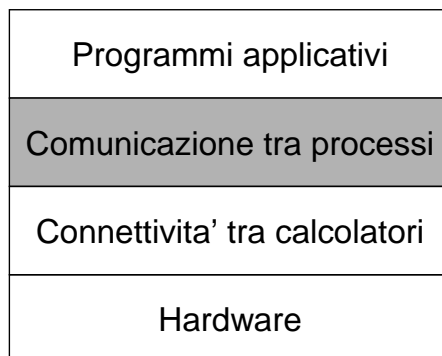 Programmi applicativi
Comunicazione tra processi
Connettivita' tra calcolatori
Hardware